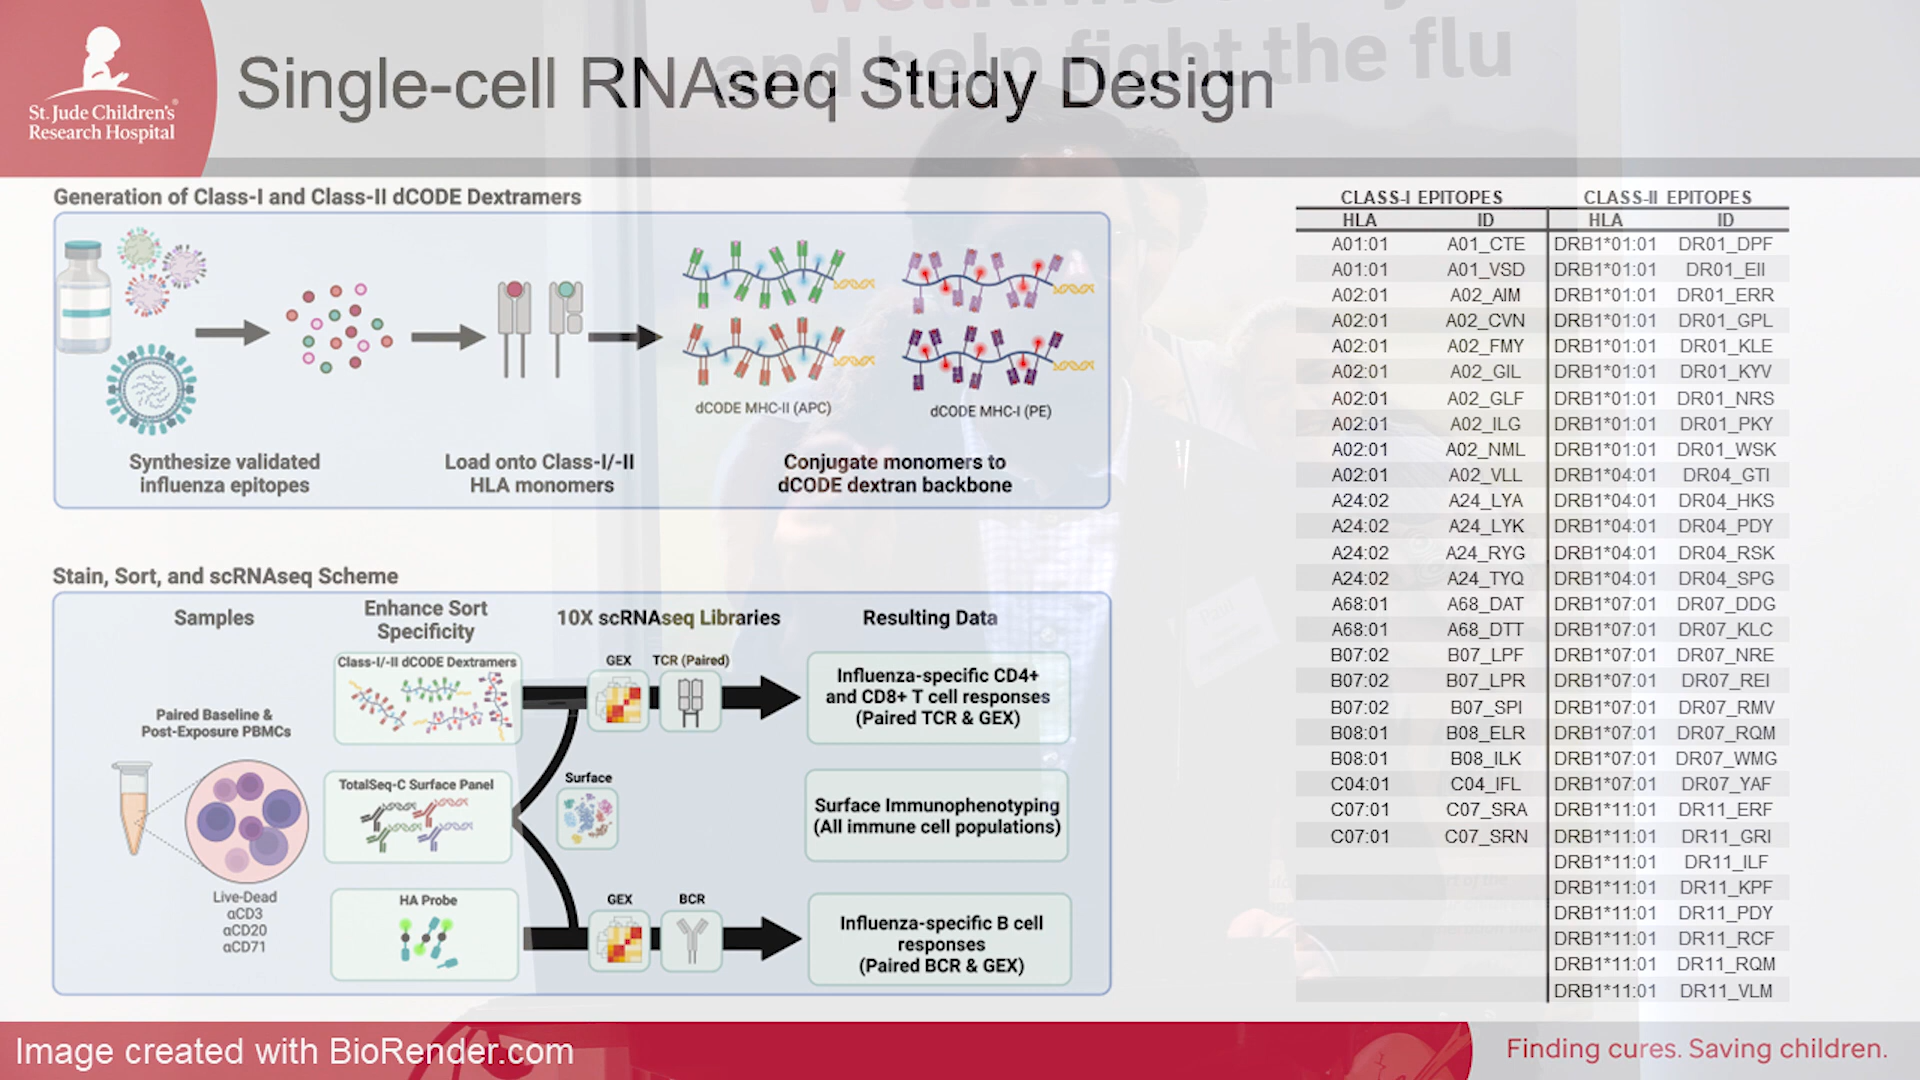 St. Jude Children's
Research Hospital
Single-cell RNAseq Study Design
and help fight the flu
Generation of Class-I and Class-II dCODE Dextramers
Synthesize validated
influenza epitopes
Load onto Class-I/-II
HLA monomers
dCODE MHC-II (APC)
dCODE MHC-I (PE)
Conjugate monomers to
dCODE dextran backbone
Stain, Sort, and scRNAseq Scheme
Samples
Enhance Sort
Specificity
10X scRNAseq Libraries
Resulting Data
Paired Baseline &
Post-Exposure PBMCs
Live-Dead
αCD3
αCD20
αCD71
Class-I/-II dCODE Dextramers
TotalSeq-C Surface Panel
HA Probe
GEX
TCR (Paired)
Surface
GEX
BCR
Influenza-specific CD4+
and CD8+ T cell responses
(Paired TCR & GEX)
Surface Immunophenotyping
(All immune cell populations)
Influenza-specific B cell
responses
(Paired BCR & GEX)
CLASS-I EPITOPES CLASS-II EPITOPES
HLA ID HLA ID
A01:01 A01_CTE DRB1*01:01 DR01_DPF
A01:01 A01_VSD DRB1*01:01 DR01_EII
A02:01 A02_AIM DRB1*01:01 DR01_ERR
A02:01 A02_CVN DRB1*01:01 DR01_GPL
A02:01 A02_FMY DRB1*01:01 DR01_KLE
A02:01 A02_GIL DRB1*01:01 DR01_KYV
A02:01 A02_GLF DRB1*01:01 DR01_NRS
A02:01 A02_ILG DRB1*01:01 DR01_PKY
A02:01 A02_NML DRB1*01:01 DR01_WSK
A02:01 A02_VLL DRB1*04:01 DR04_GTI
A24:02 A24_LYA DRB1*04:01 DR04_HKS
A24:02 A24_LYK DRB1*04:01 DR04_PDY
A24:02 A24_RYG DRB1*04:01 DR04_RSK
A24:02 A24_TYQ DRB1*04:01 DR04_SPG
A68:01 A68_DAT DRB1*07:01 DR07_DDG
A68:01 A68_DTT DRB1*07:01 DR07_KLC
B07:02 B07_LPF DRB1*07:01 DR07_NRE
B07:02 B07_LPR DRB1*07:01 DR07_REI
B07:02 B07_SPI DRB1*07:01 DR07_RMV
B08:01 B08_ELR DRB1*07:01 DR07_RQM
B08:01 B08_ILK DRB1*07:01 DR07_WMG
C04:01 C04_IFL DRB1*07:01 DR07_YAF
C07:01 C07_SRA DRB1*11:01 DR11_ERF
C07:01 C07_SRN DRB1*11:01 DR11_GRI
DRB1*11:01 DR11_ILF
DRB1*11:01 DR11_KPF
DRB1*11:01 DR11_PDY
DRB1*11:01 DR11_RCF
DRB1*11:01 DR11_RQM
DRB1*11:01 DR11_VLM
Paul
Image created with BioRender.com
Finding cures. Saving children.